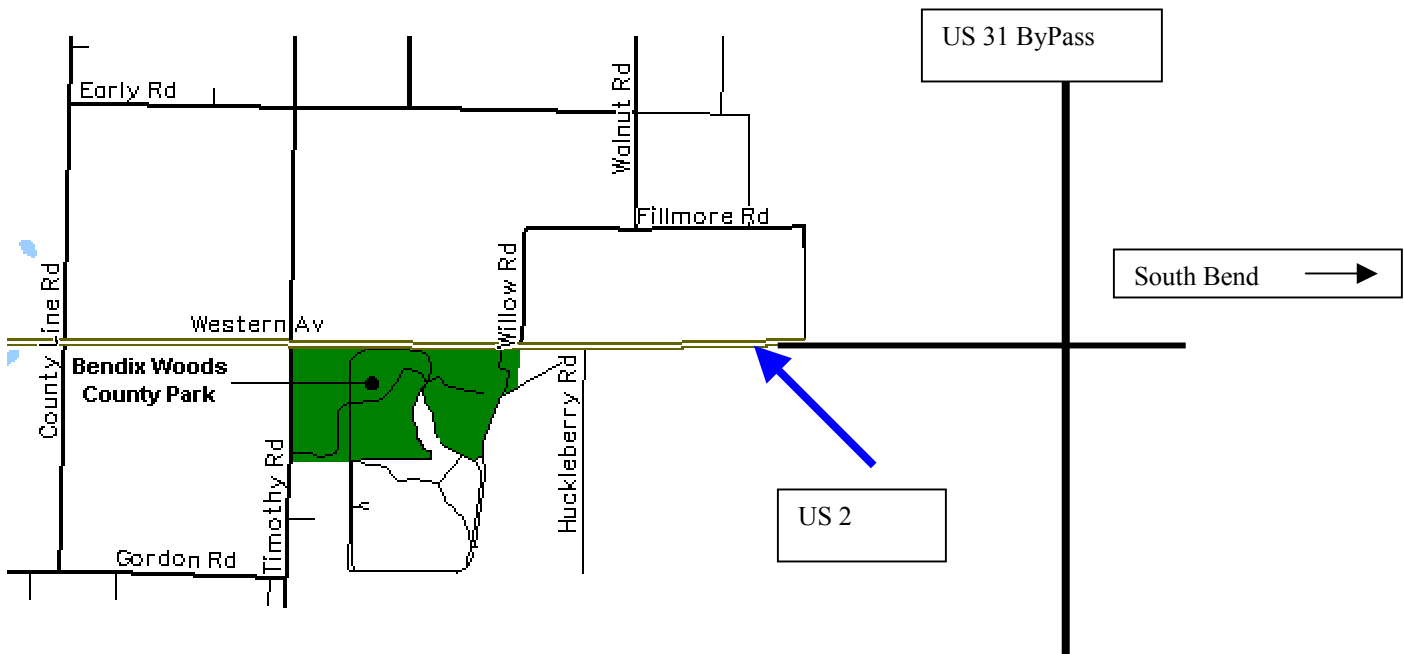 US 31 ByPass
Early Rd
Walnut Rd
Fillmore Rd
South Bend
County Line Rd
Western Av
Willow Rd
Bendix Woods
County Park
Huckleberry Rd
Timothy Rd
US 2
Gordon Rd